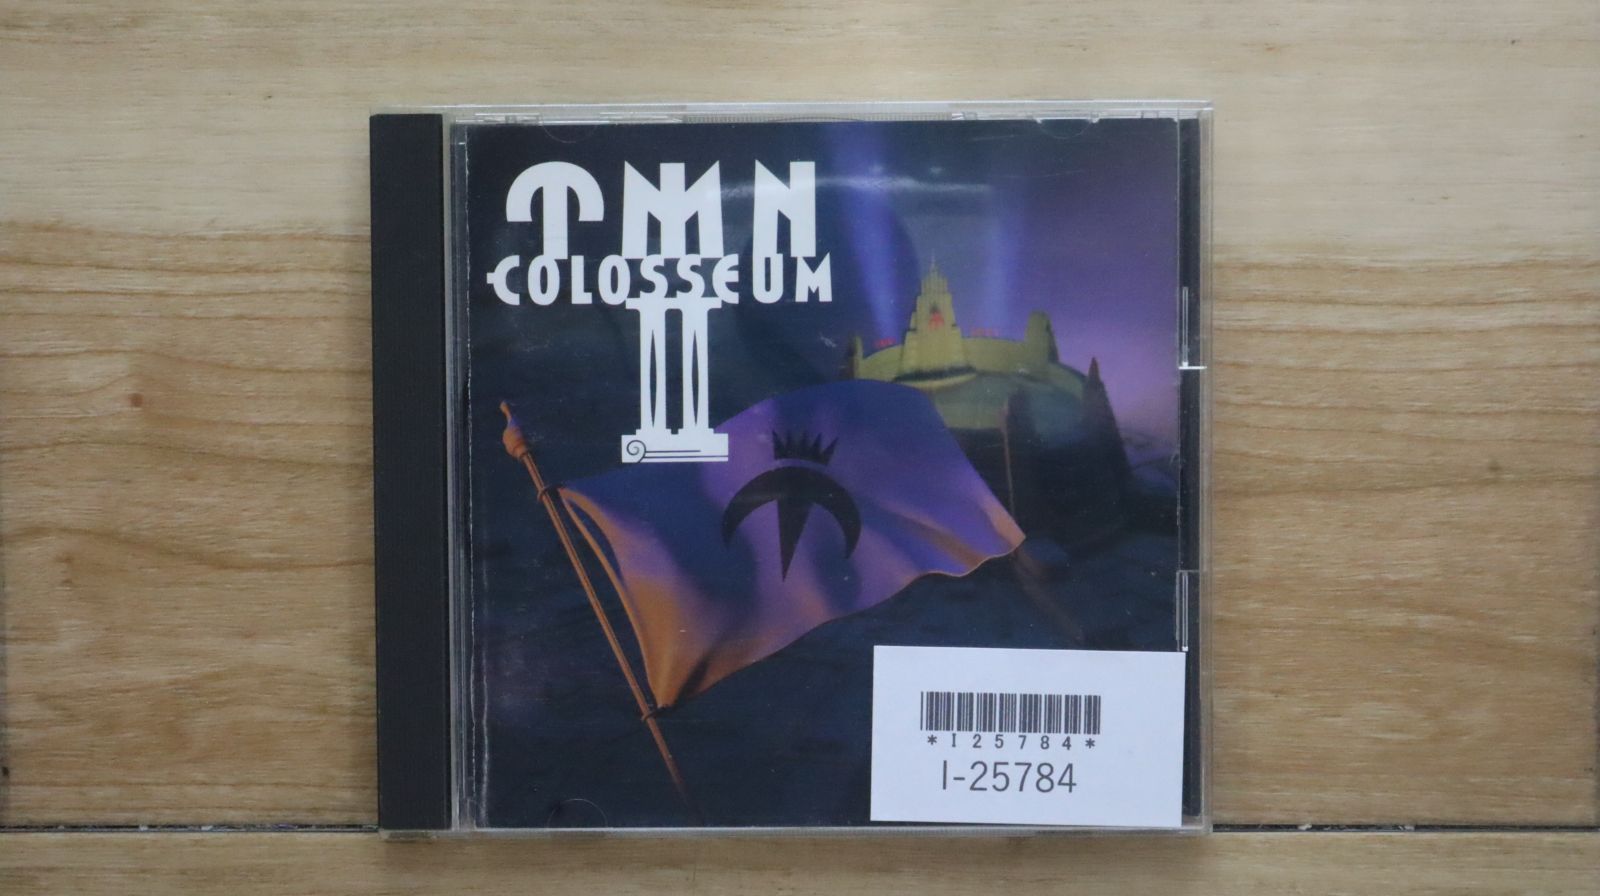 TMN
COLOSSEUM
II
*I25784*
I-25784